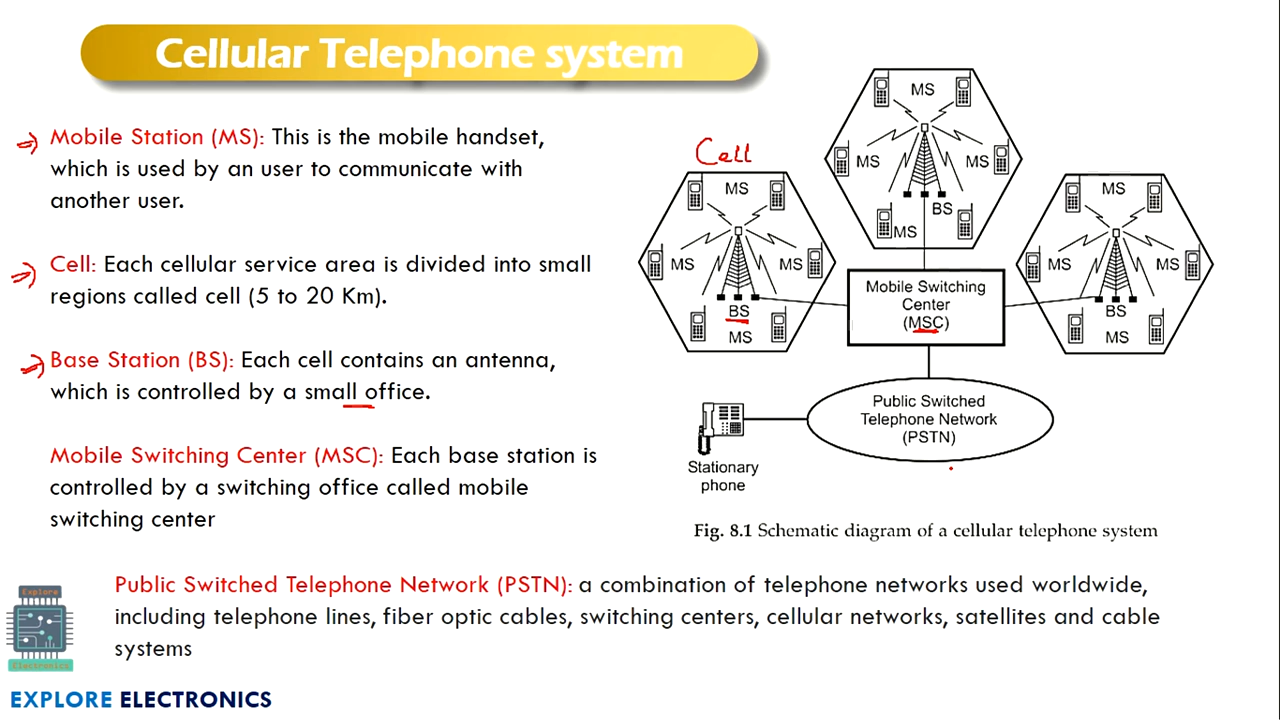 Cellular Telephone system
Mobile Station (MS): This is the mobile handset,
which is used by an user to communicate with
another user.
Cell: Each cellular service area is divided into small
regions called cell (5 to 20 Km).
Base Station (BS): Each cell contains an antenna,
which is controlled by a small office.
Mobile Switching Center (MSC): Each base station is
controlled by a switching office called mobile
switching center
Cell
MS
MS
MS
BS
MS
MS
MS
MS
MS
BS
MS
MS
MS
MS
BS
MS
Mobile Switching
Center
(MSC)
Public Switched
Telephone Network
(PSTN)
Stationary
phone
Fig. 8.1 Schematic diagram of a cellular telephone system
Public Switched Telephone Network (PSTN): a combination of telephone networks used worldwide,
including telephone lines, fiber optic cables, switching centers, cellular networks, satellites and cable
systems
Explore
Electronics
EXPLORE ELECTRONICS